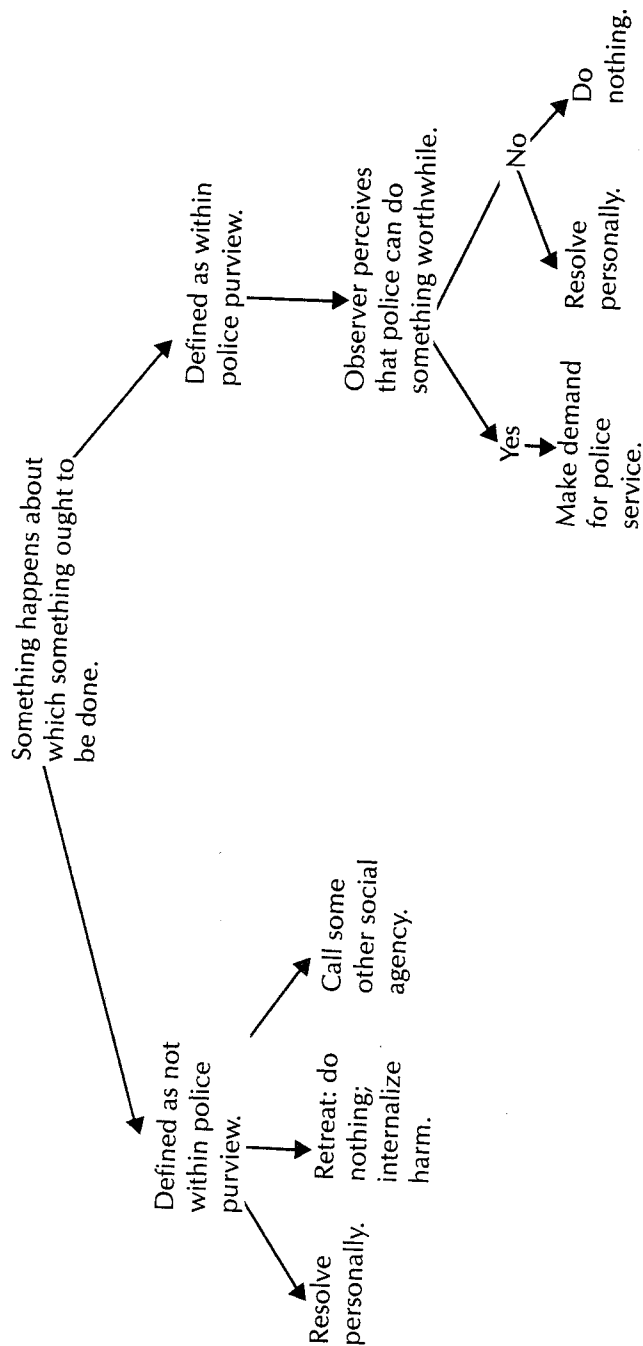 Something happens about
which something ought to
be done.
Defined as not
within police
purview.
Resolve
personally.
Retreat: do
nothing;
internalize
harm.
Call some
other social
agency.
Defined as within
police purview.
Observer perceives
that police can do
something worthwhile.
Yes
Make demand
for police
service.
No
Resolve
personally.
Do
nothing.